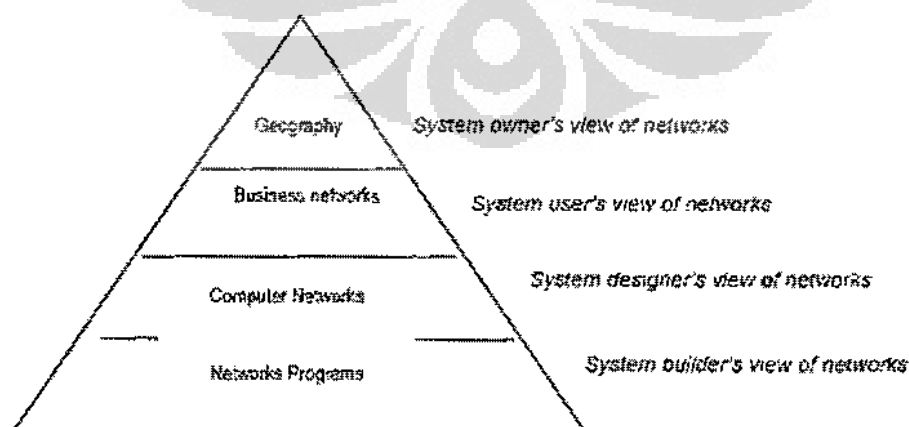 Geography System owner's view of networks
Business networks System user's view of networks
Computer Networks System designer's view of networks
Networks Programs System builder's view of networks